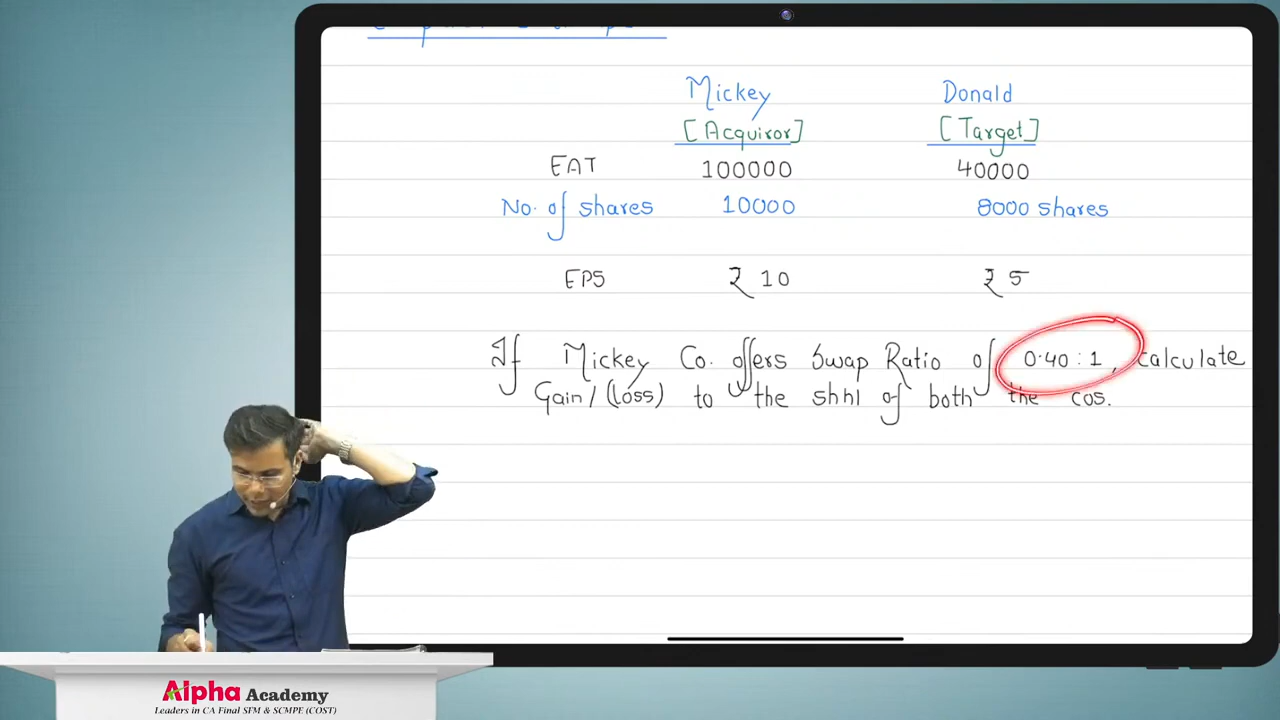 Mickey Donald
[Acquiror] [Target]
EAT 100000 40000
No. of shares 10000 8000 shares
EPS ₹ 10 ₹ 5
If Mickey Co. offers Swap Ratio of 0.40 : 1, calculate
Gain/(loss) to the shhl of both the cos.
Alpha Academy
Leaders in CA Final SFM & SCMPE (COST)